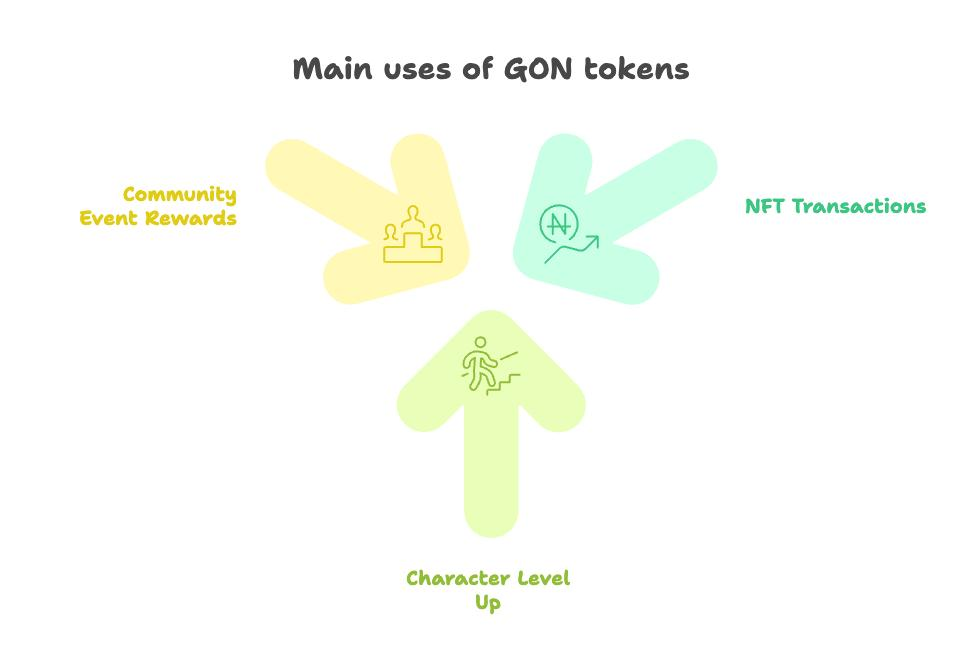 Main uses of GON tokens
Community
Event Rewards
NFT Transactions
Character Level
Up